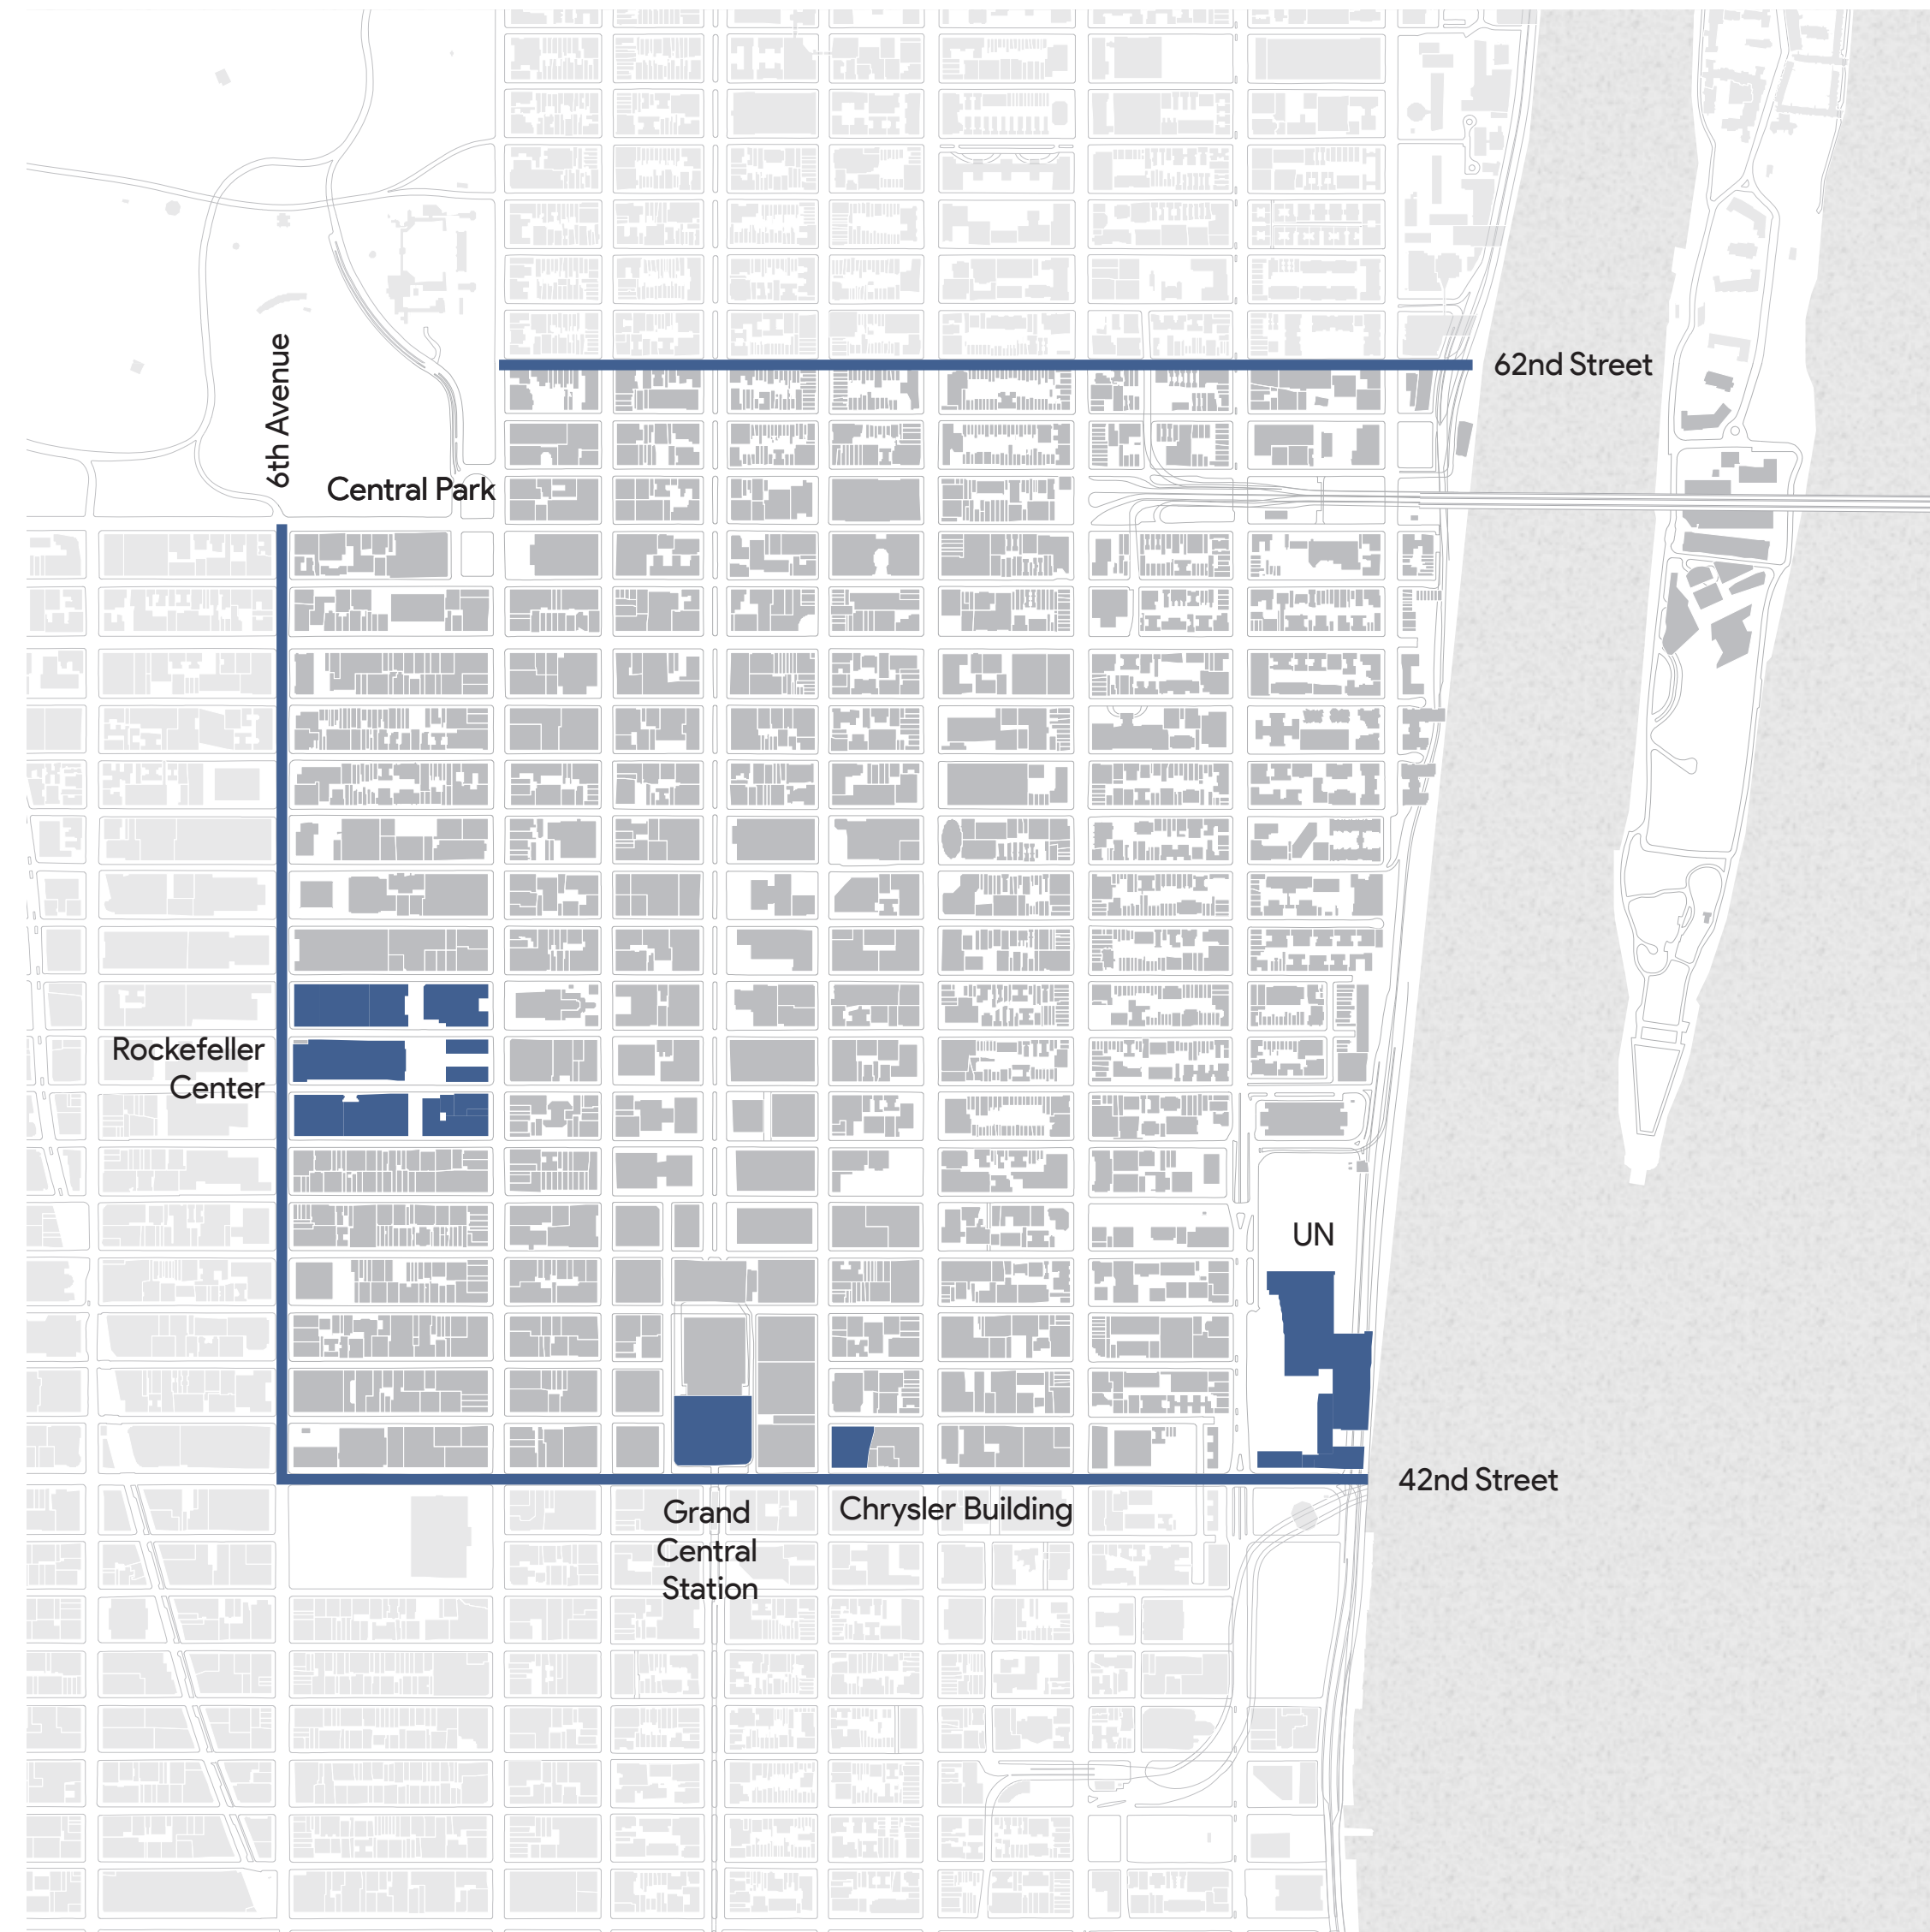 62nd Street
6th Avenue
Central Park
Rockefeller
Center
UN
42nd Street
Chrysler Building
Grand
Central
Station